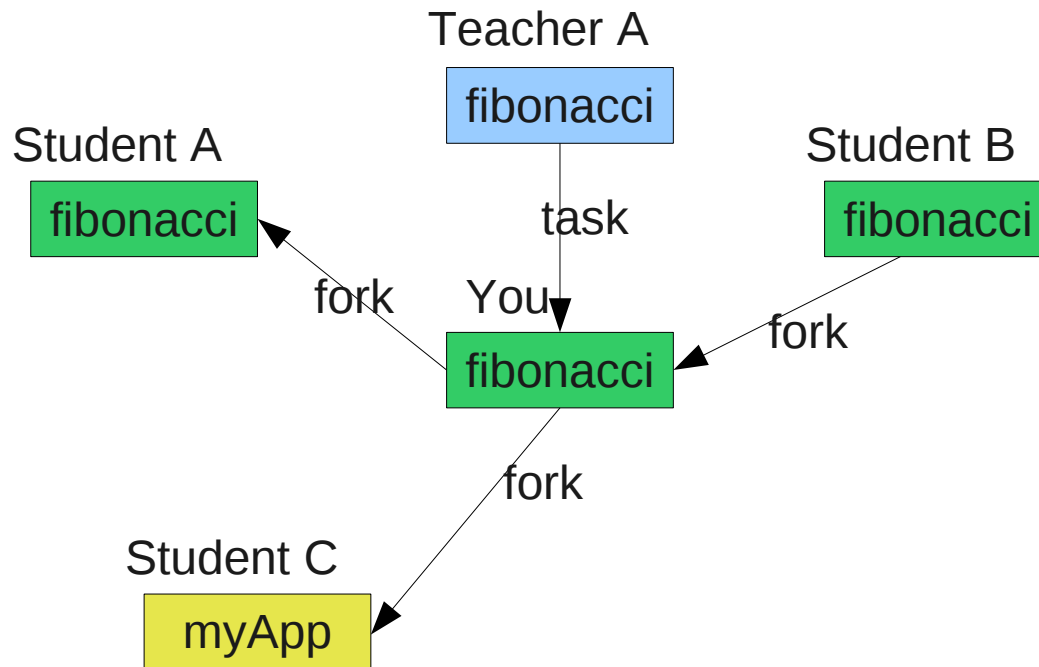 Teacher A
fibonacci
Student A
fibonacci
Student B
fibonacci
task
fork
You
fork
fibonacci
fork
Student C
myApp